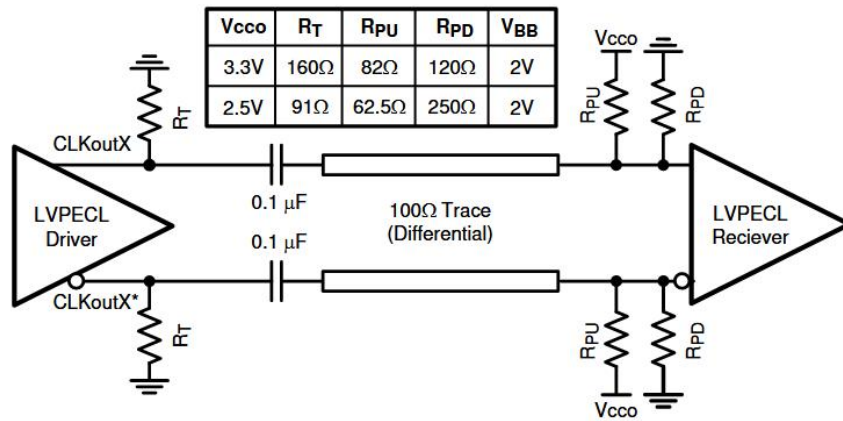 Vcco RT RPU RPD VBB
3.3V 160Ω 82Ω 120Ω 2V
2.5V 91Ω 62.5Ω 250Ω 2V
Vcco
RT
RPU
RPD
CLKoutX
LVPECL
Driver
0.1 μF
0.1 μF
100Ω Trace
(Differential)
LVPECL
Reciever
CLKoutX*
RT
RPU
RPD
Vcco